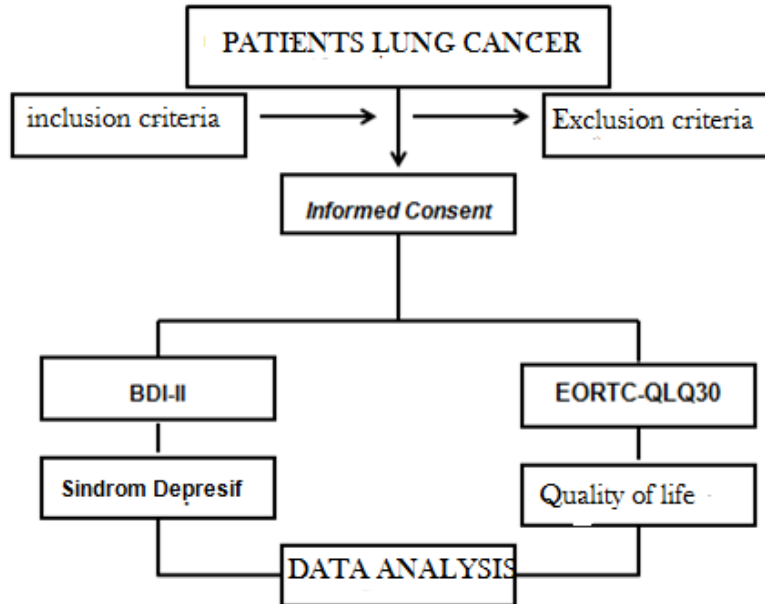 PATIENTS LUNG CANCER
inclusion criteria
Exclusion criteria
Informed Consent
BDI-II
EORTC-QLQ30
Sindrom Depresif
Quality of life
DATA ANALYSIS